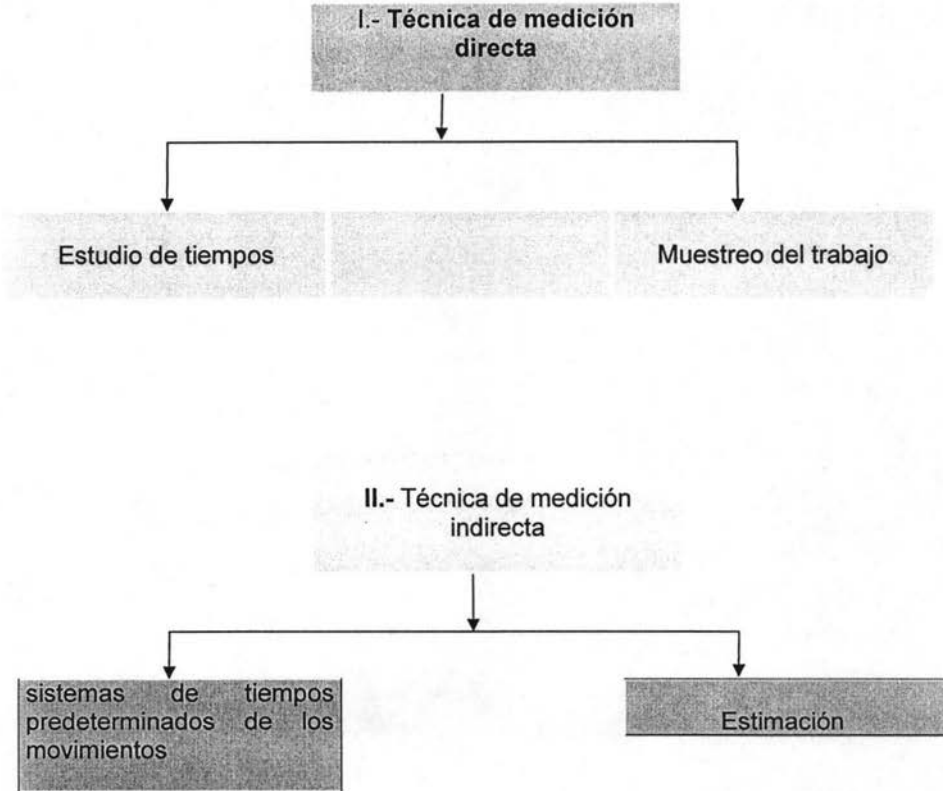 I.- Técnica de medición
directa
Estudio de tiempos
Muestreo del trabajo
II.- Técnica de medición
indirecta
sistemas de tiempos
predeterminados de los
movimientos
Estimación